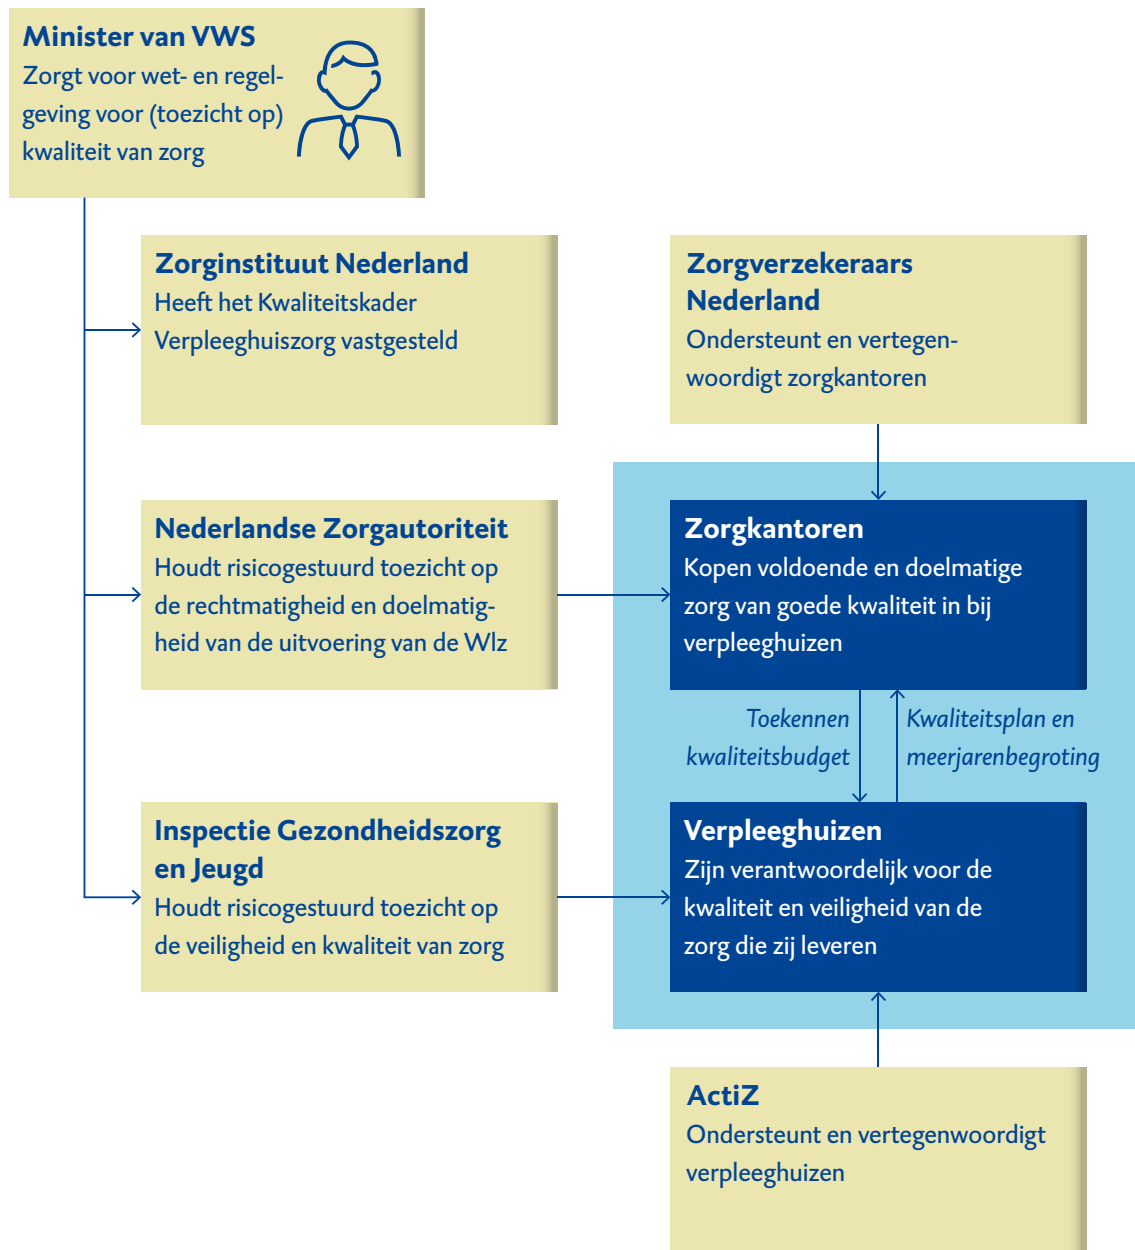 Minister van VWS
Zorgt voor wet- en regel-
geving voor (toezicht op)
kwaliteit van zorg
Zorginstituut Nederland
Heeft het Kwaliteitskader
Verpleeghuiszorg vastgesteld
Zorgverzekeraars
Nederland
Ondersteunt en vertegen-
woordigt zorgkantoren
Nederlandse Zorgautoriteit
Houdt risicogestuurd toezicht op
de rechtmatigheid en doelmatig-
heid van de uitvoering van de Wlz
Zorgkantoren
Kopen voldoende en doelmatige
zorg van goede kwaliteit in bij
verpleeghuizen
Toekennen
kwaliteitsbudget
Kwaliteitsplan en
meerjarenbegroting
Inspectie Gezondheidszorg
en Jeugd
Houdt risicogestuurd toezicht op
de veiligheid en kwaliteit van zorg
Verpleeghuizen
Zijn verantwoordelijk voor de
kwaliteit en veiligheid van de
zorg die zij leveren
ActiZ
Ondersteunt en vertegenwoordigt
verpleeghuizen